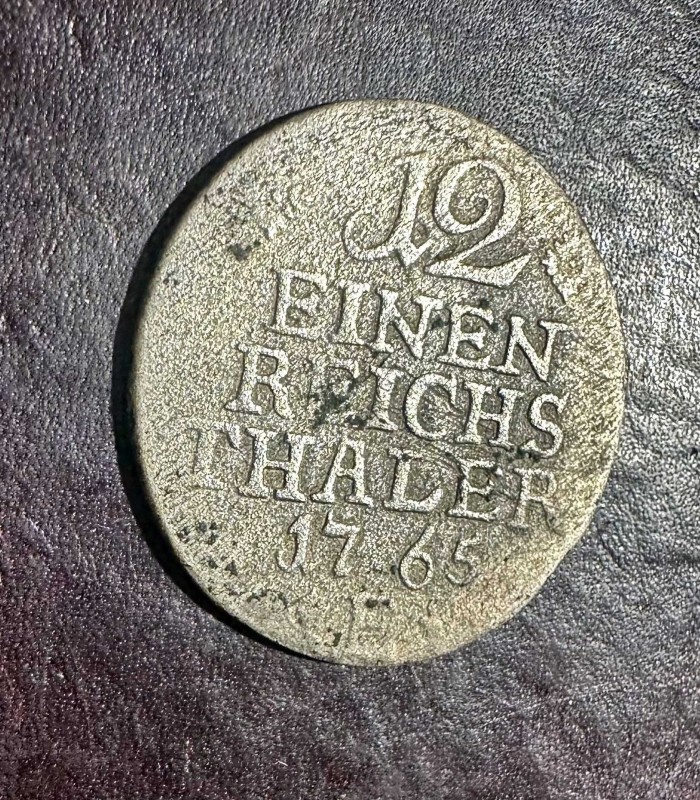 12
EINEN
REICHS
THALER
1765
E